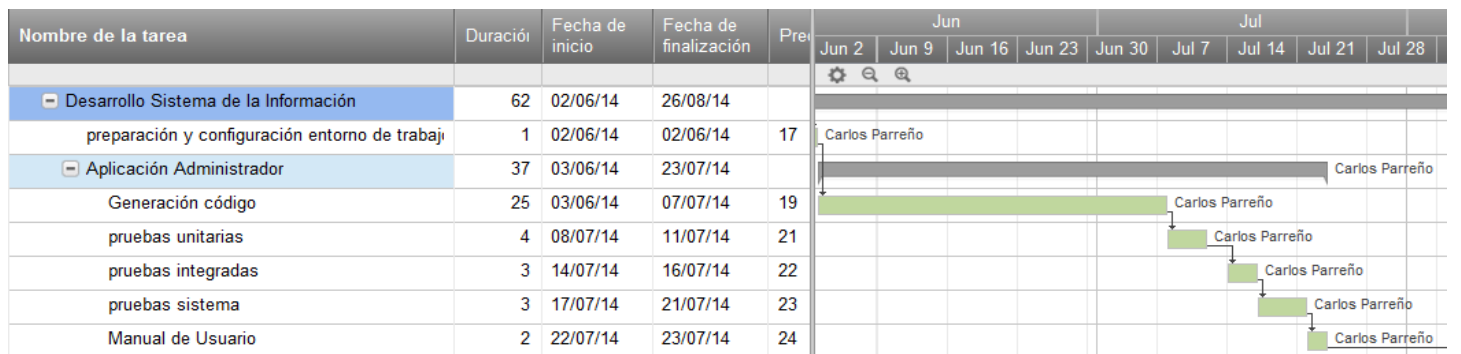 Nombre de la tarea Duració Fecha de inicio Fecha de finalización Pre Jun Jul
Jun 2 Jun 9 Jun 16 Jun 23 Jun 30 Jul 7 Jul 14 Jul 21 Jul 28
Desarrollo Sistema de la Información 62 02/06/14 26/08/14
preparación y configuración entorno de trabaj 1 02/06/14 02/06/14 17 Carlos Parreño
Aplicación Administrador 37 03/06/14 23/07/14 Carlos Parreño
Generación código 25 03/06/14 07/07/14 19 Carlos Parreño
pruebas unitarias 4 08/07/14 11/07/14 21 Carlos Parreño
pruebas integradas 3 14/07/14 16/07/14 22 Carlos Parreño
pruebas sistema 3 17/07/14 21/07/14 23 Carlos Parreño
Manual de Usuario 2 22/07/14 23/07/14 24 Carlos Parreño